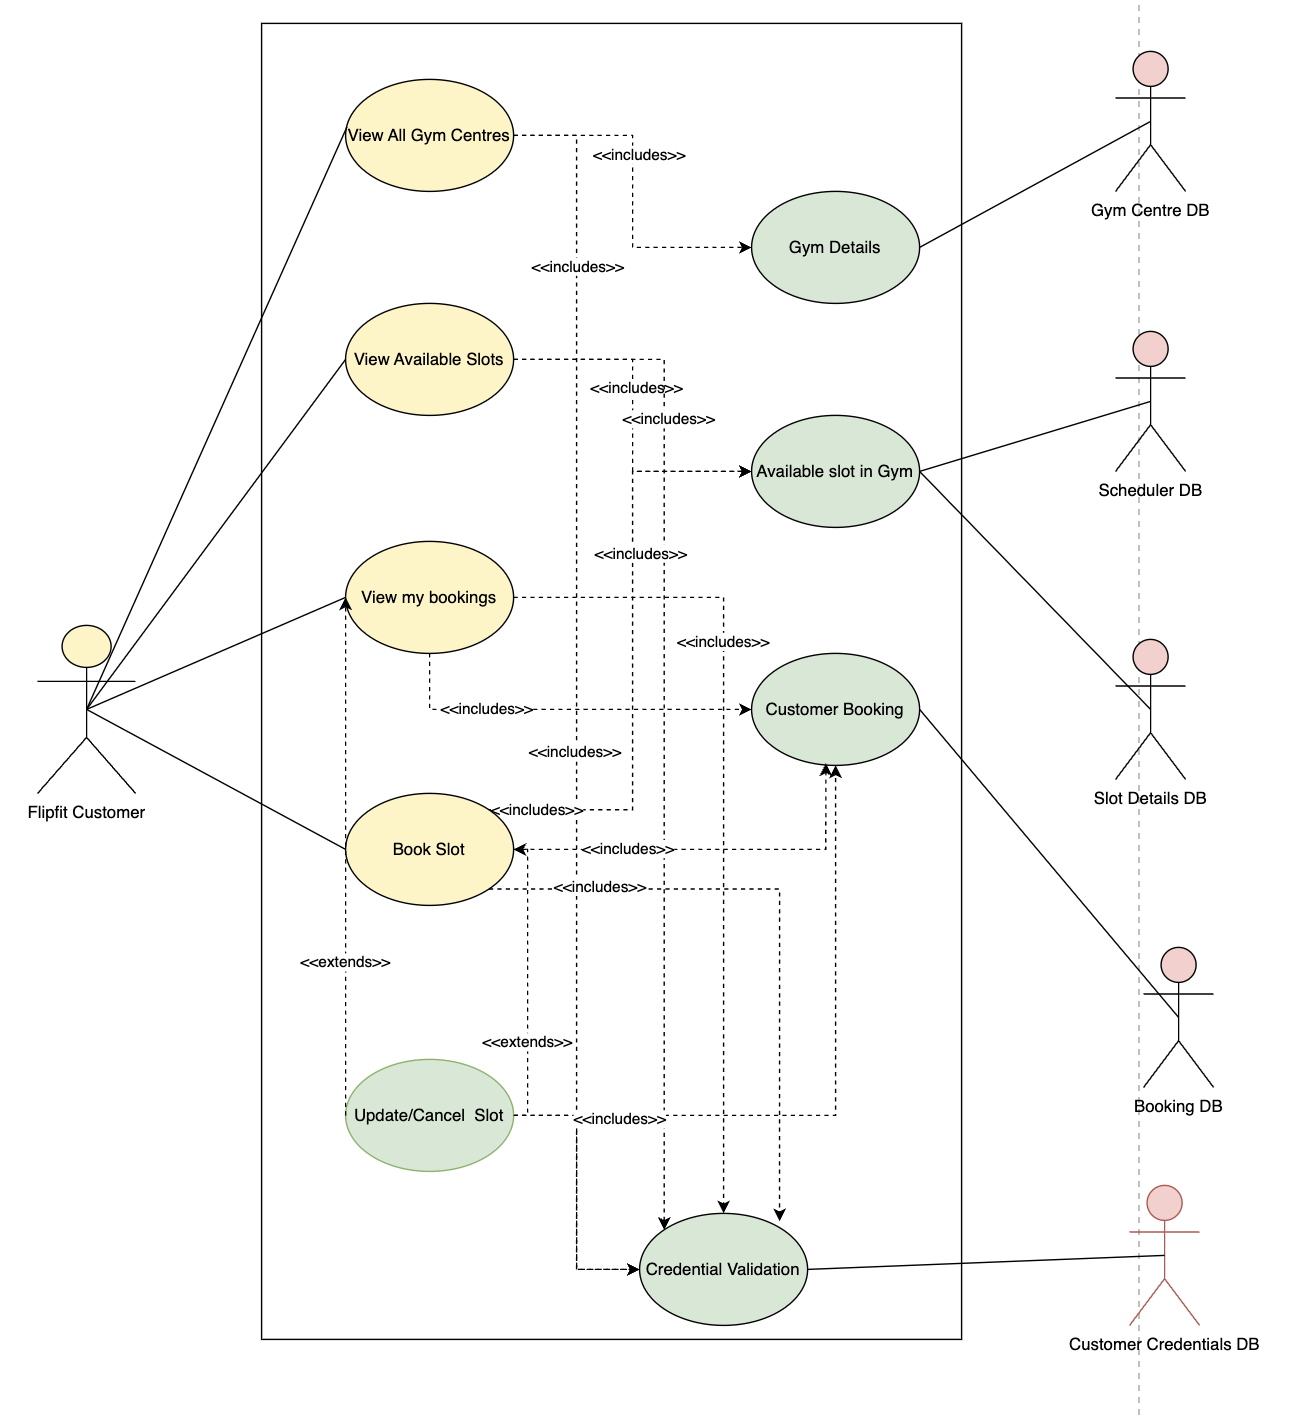 View All Gym Centres
<<includes>>
Gym Centre DB
Gym Details
<<includes>>
View Available Slots
<<includes>>
<<includes>>
Available slot in Gym
Scheduler DB
<<includes>>
View my bookings
<<includes>>
<<includes>>
Customer Booking
<<includes>>
Slot Details DB
Flipfit Customer
<<includes>>
Book Slot
<<includes>>
<<includes>>
<<extends>>
<<extends>>
Booking DB
Update/Cancel  Slot
<<includes>>
Credential Validation
Customer Credentials DB